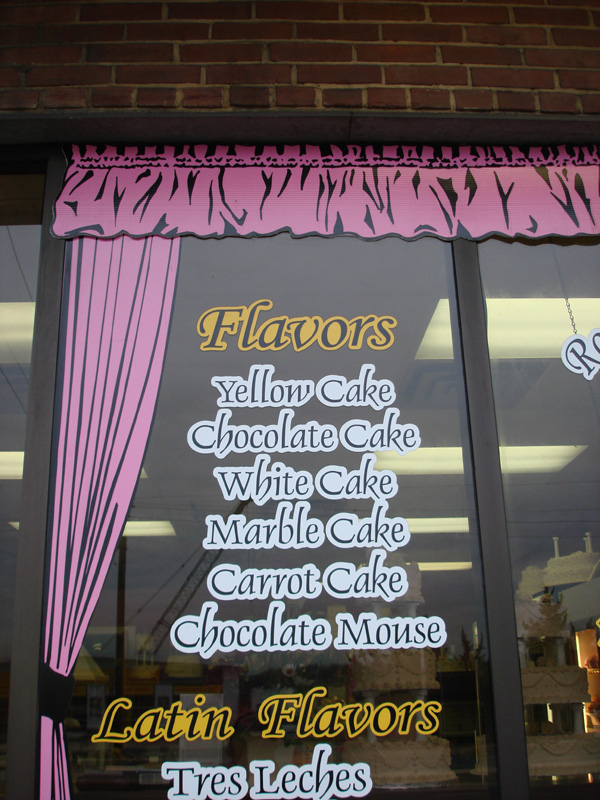 Flavors
Yellow Cake
Chocolate Cake
White Cake
Marble Cake
Carrot Cake
Chocolate Mouse
Latin Flavors
Tres Leches